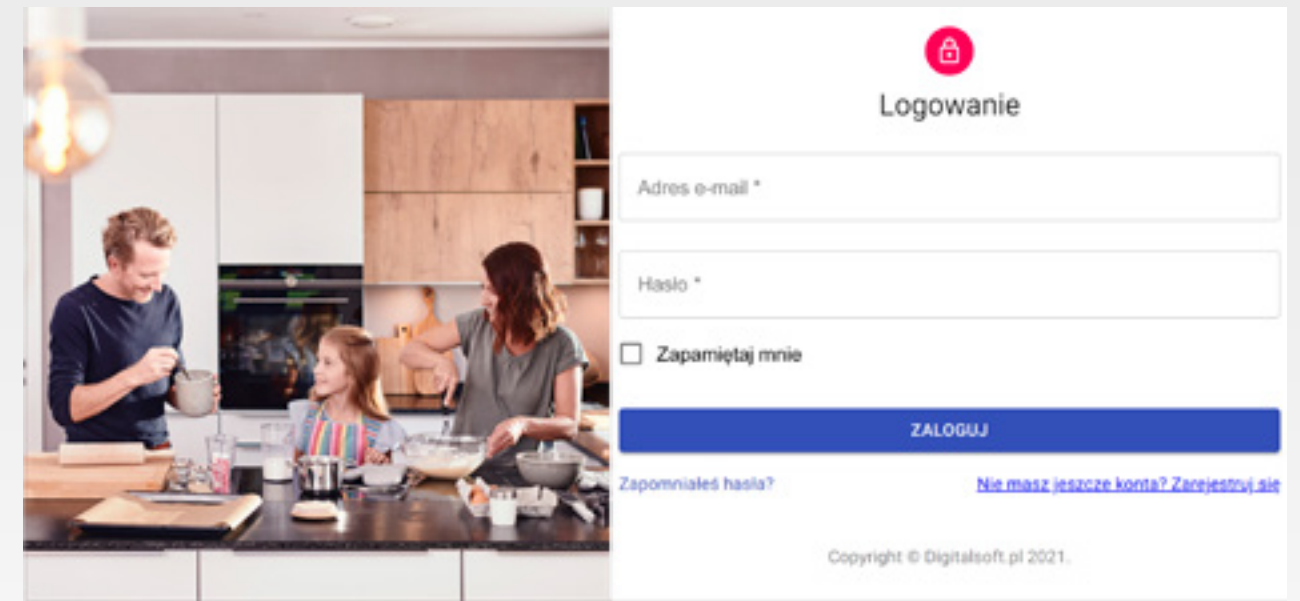 Logowanie
Adres e-mail *
Hasło *
Zapamiętaj mnie
ZALOGUJ
Zapomniałeś hasła?
Nie masz jeszcze konta? Zarejestruj się
Copyright © Digitalsoft.pl 2021.